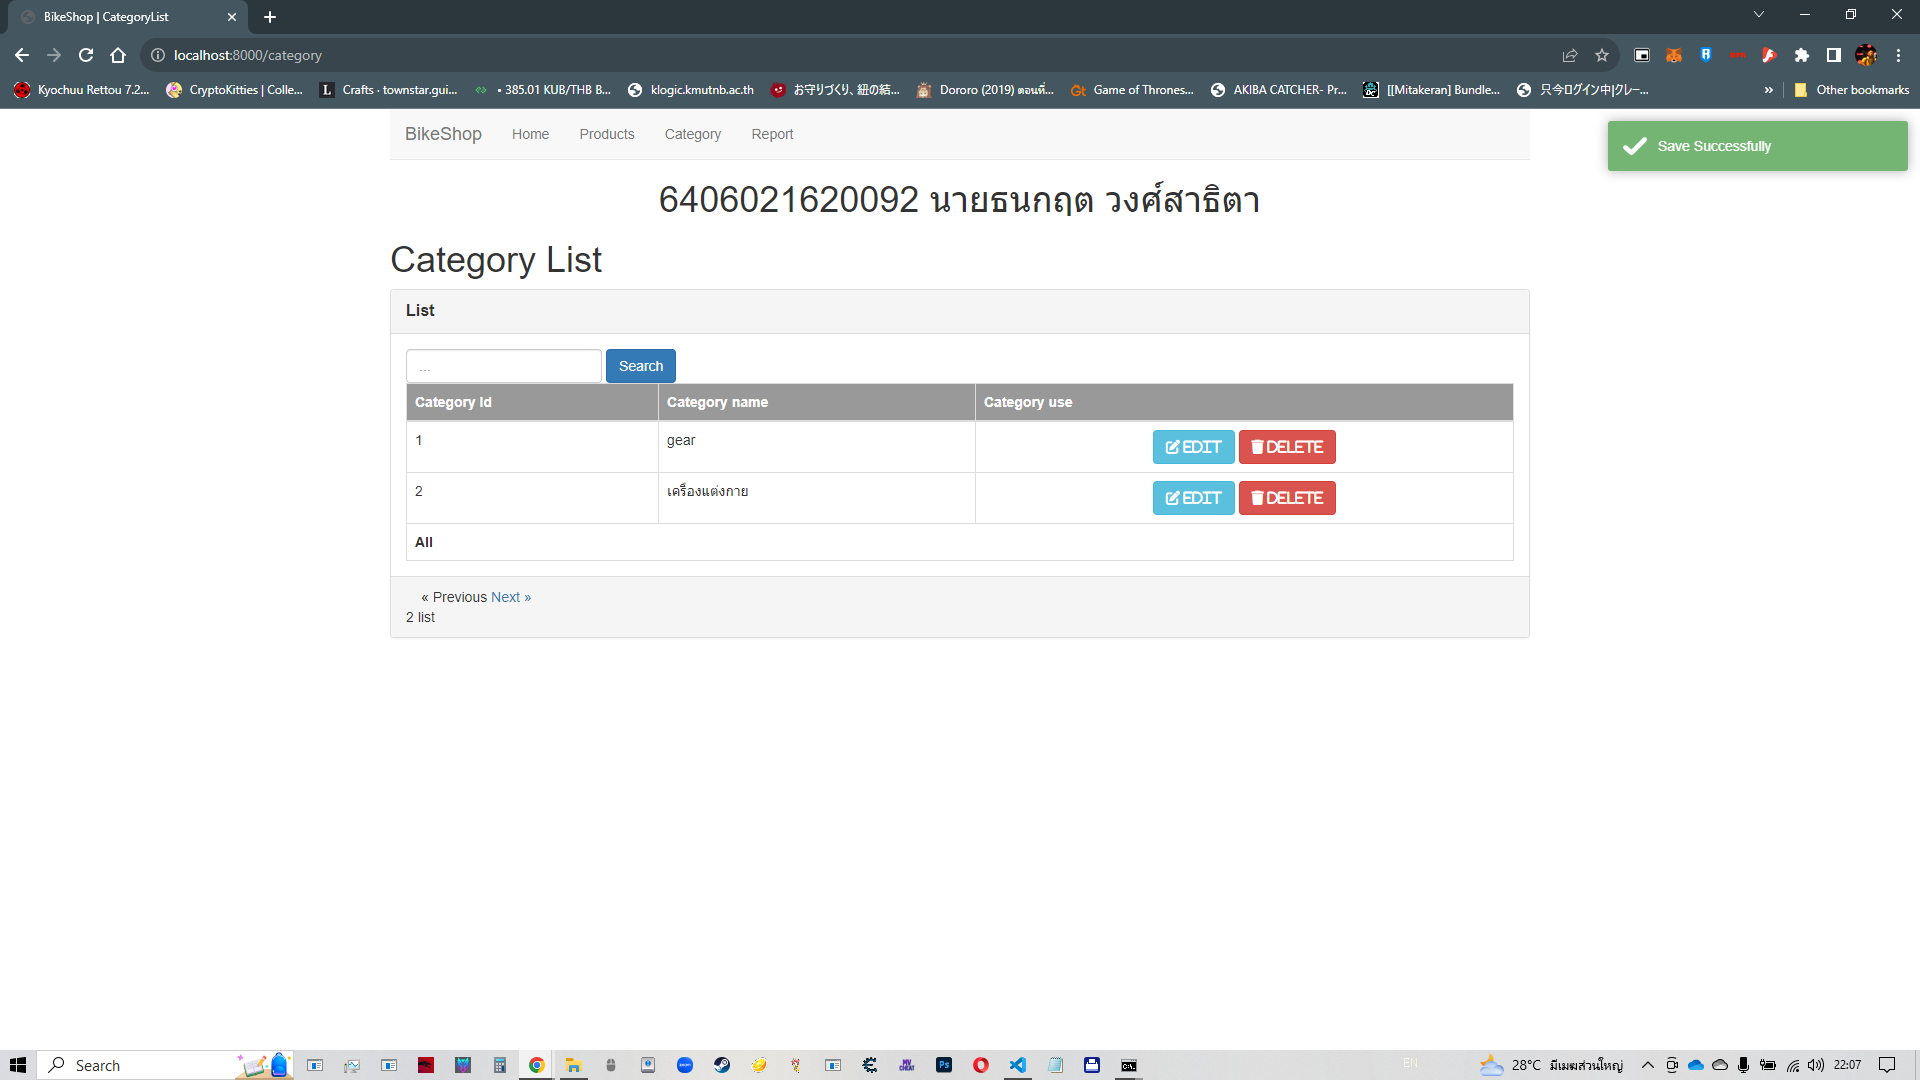 BikeShop | CategoryList
localhost:8000/category
Kyochuu Rettou 7.2...
CryptoKitties | Colle...
Crafts · townstar.gui...
• 385.01 KUB/THB B...
klogic.kmutnb.ac.th
お守りづくり、紐の結...
Dororo (2019) ตอนที่...
Game of Thrones...
AKIBA CATCHER- Pr...
[[Mitakeran] Bundle...
只今ログイン中|クレー...
»
Other bookmarks
BikeShop
Home
Products
Category
Report
Save Successfully
6406021620092 นายธนกฤต วงศ์สาธิตา
Category List
List
...
Search
Category Id
Category name
Category use
1
gear
EDIT
DELETE
2
เครื่องแต่งกาย
EDIT
DELETE
All
« Previous Next »
2 list
Search
EN
28°C มีเมฆส่วนใหญ่
22:07